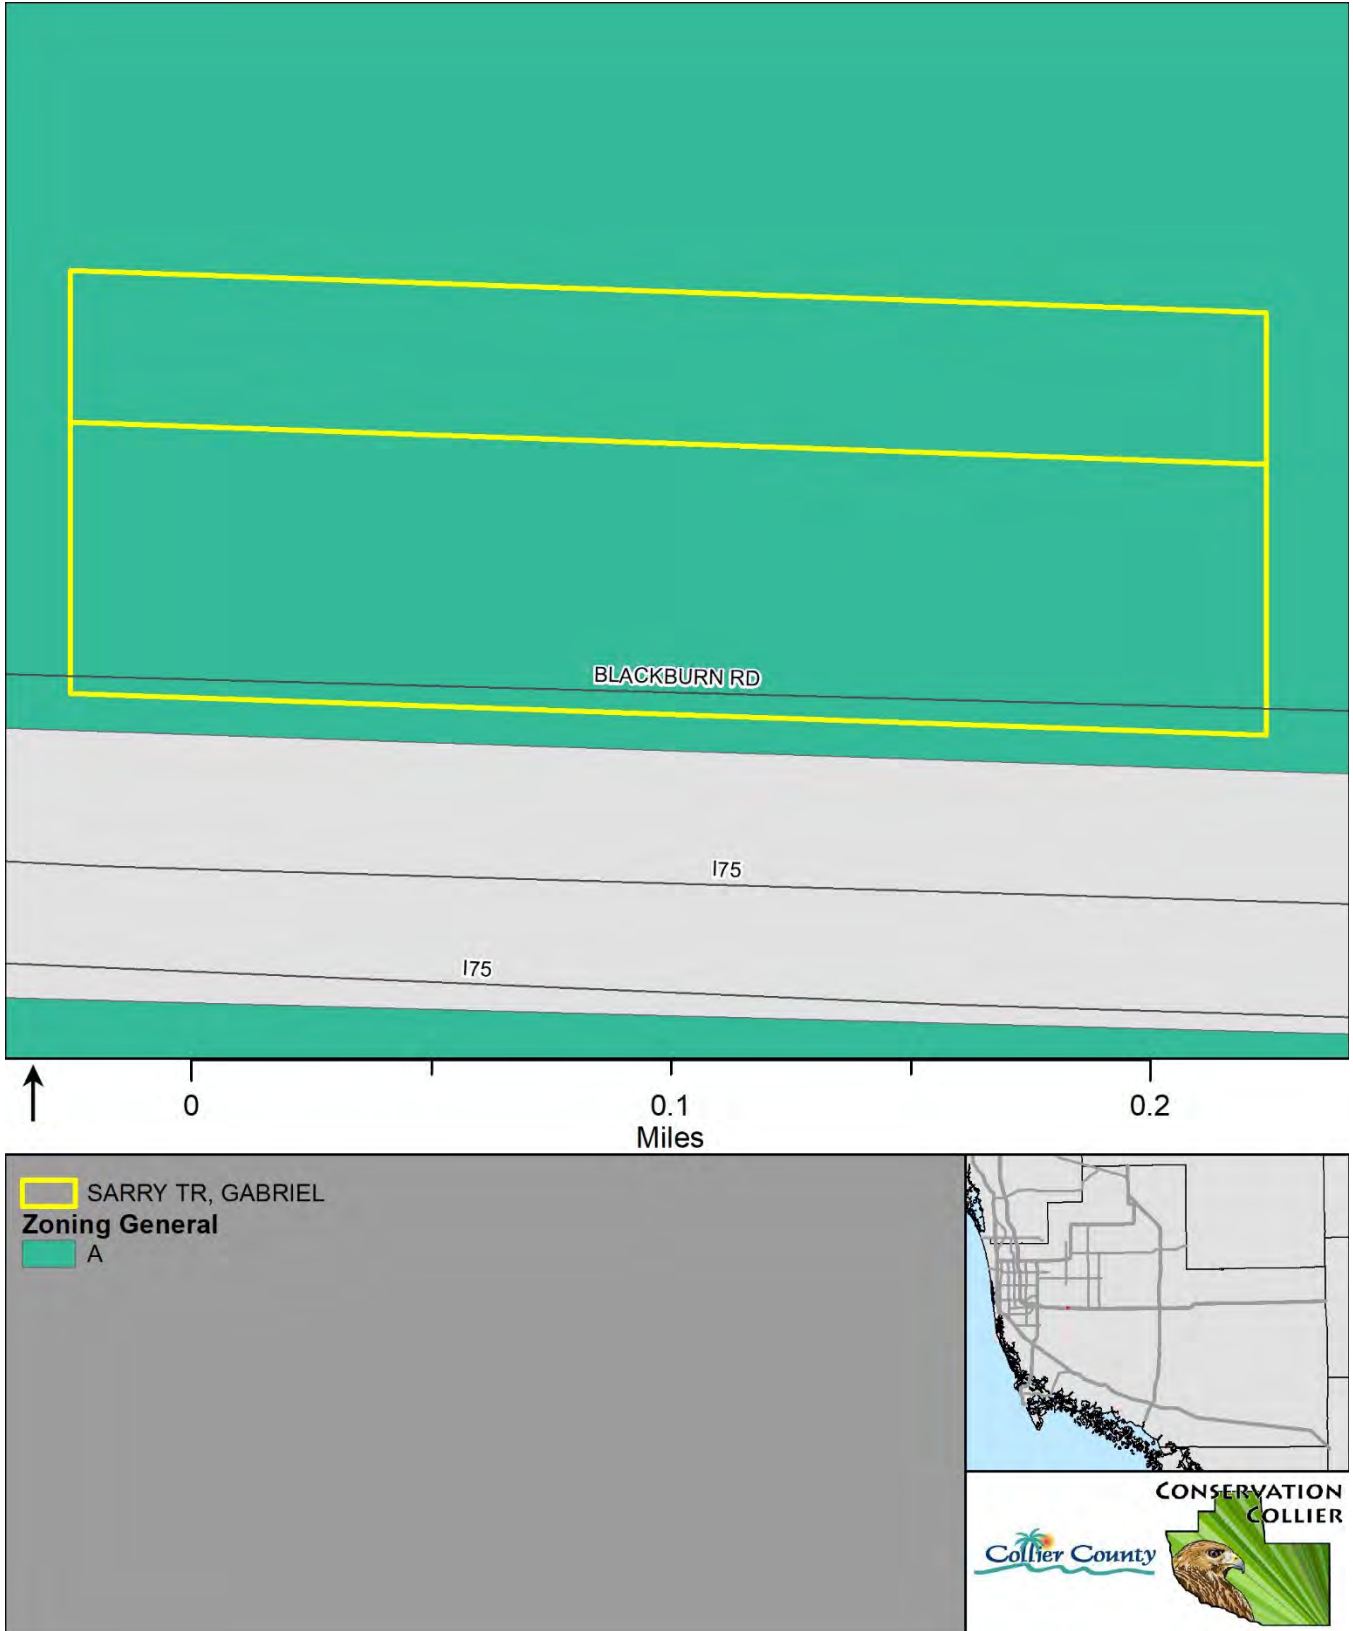 BLACKBURN RD
I75
I75
0
0.1
0.2
Miles
SARRY TR, GABRIEL
Zoning General
A
CONSERVATION
COLLIER
Collier County